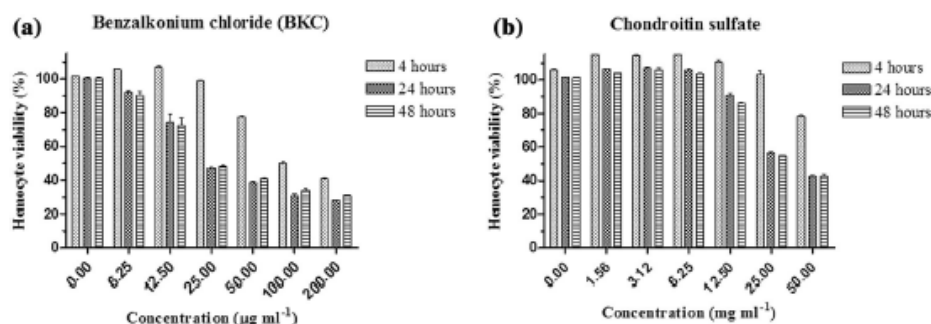 (a)
Benzalkonium chloride (BKC)
Hemocyte viability (%)
100
80
60
40
20
0
4 hours
24 hours
48 hours
0.00
6.25
12.50
25.00
50.00
100.00
200.00
Concentration (µg ml⁻¹)
(b)
Chondroitin sulfate
Hemocyte viability (%)
100
80
60
40
20
0
4 hours
24 hours
48 hours
0.00
1.56
3.12
6.25
12.50
25.00
50.00
Concentration (mg ml⁻¹)